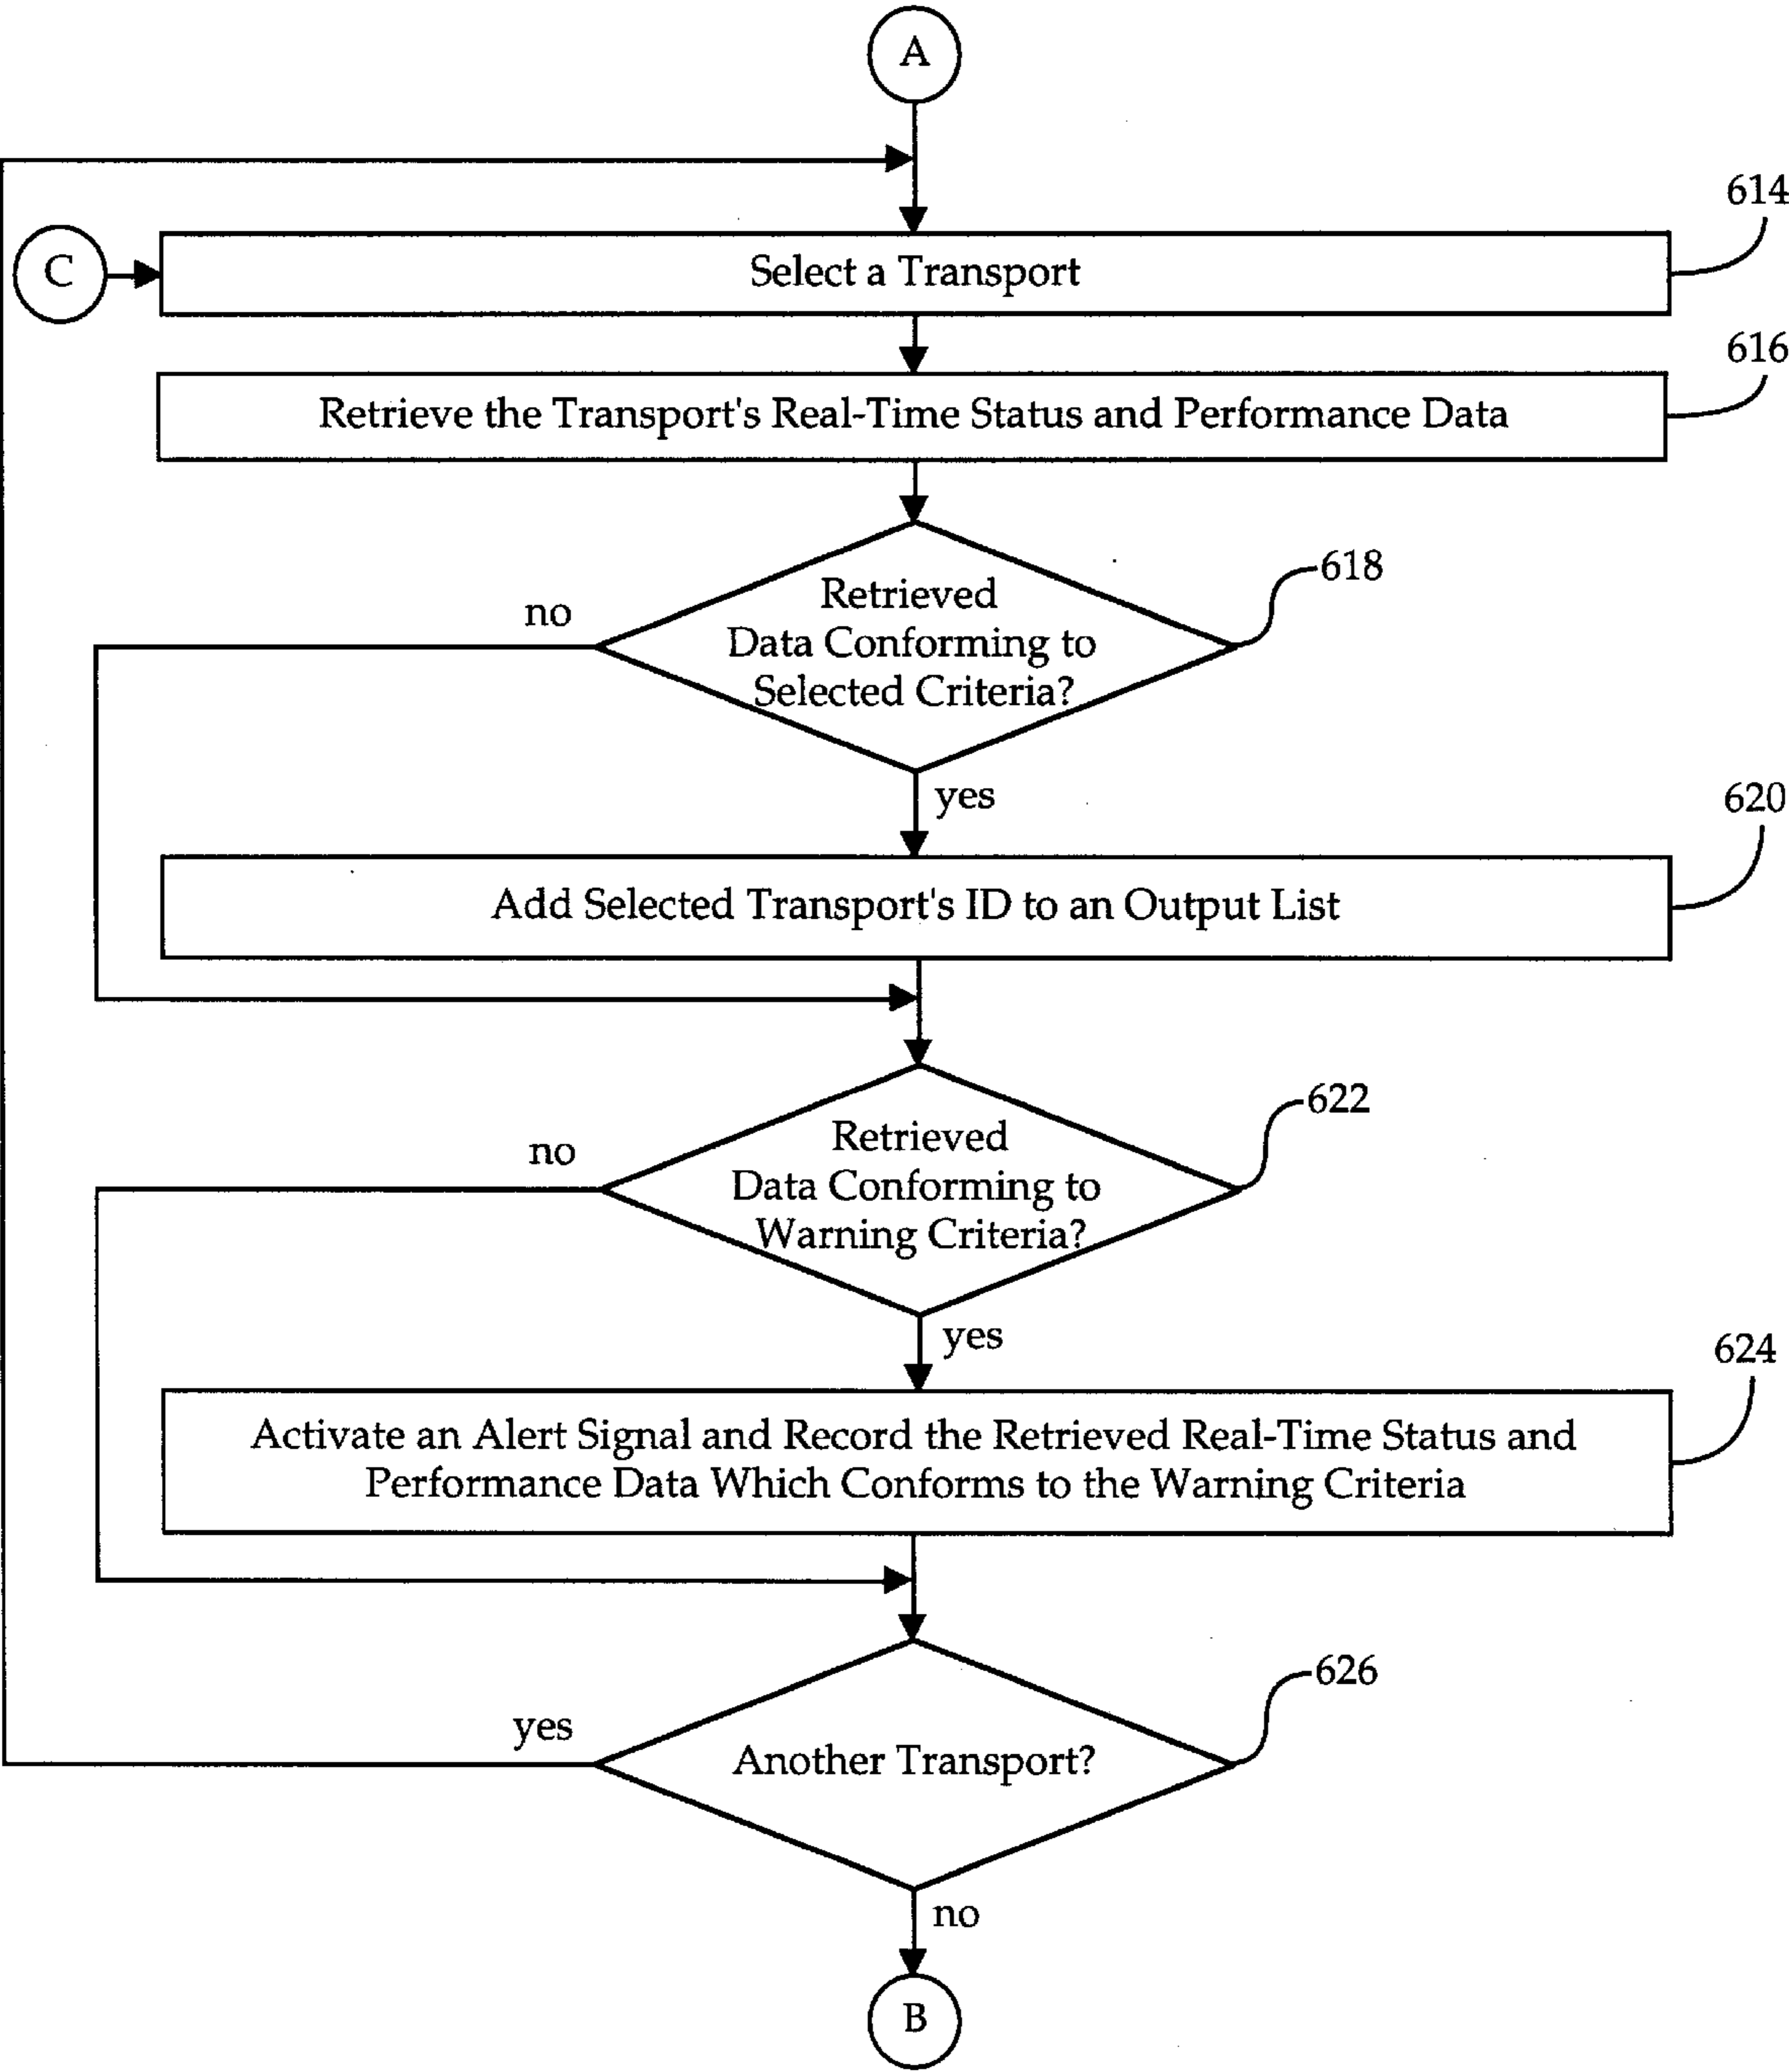 A
614
C
Select a Transport
616
Retrieve the Transport's Real-Time Status and Performance Data
618
no
Retrieved
Data Conforming to
Selected Criteria?
yes
620
Add Selected Transport's ID to an Output List
622
no
Retrieved
Data Conforming to
Warning Criteria?
yes
624
Activate an Alert Signal and Record the Retrieved Real-Time Status and
Performance Data Which Conforms to the Warning Criteria
626
yes
Another Transport?
no
B